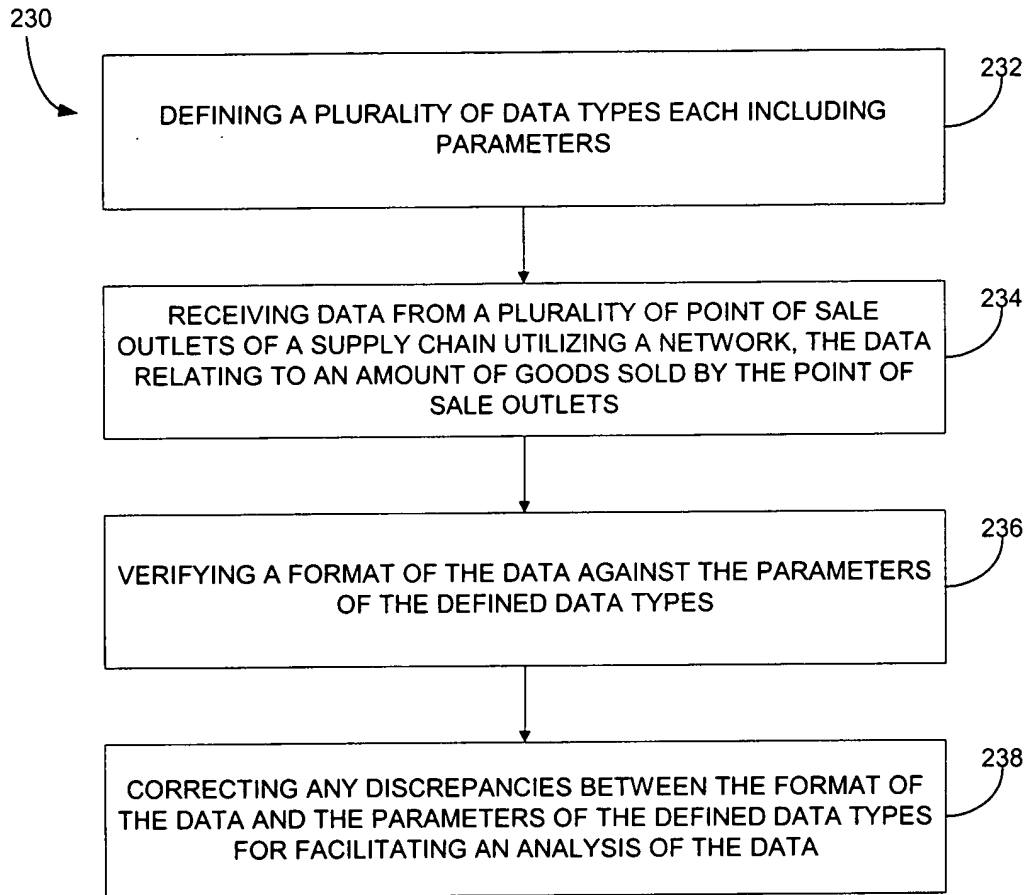 230
232
DEFINING A PLURALITY OF DATA TYPES EACH INCLUDING
PARAMETERS
234
RECEIVING DATA FROM A PLURALITY OF POINT OF SALE
OUTLETS OF A SUPPLY CHAIN UTILIZING A NETWORK, THE DATA
RELATING TO AN AMOUNT OF GOODS SOLD BY THE POINT OF
SALE OUTLETS
236
VERIFYING A FORMAT OF THE DATA AGAINST THE PARAMETERS
OF THE DEFINED DATA TYPES
238
CORRECTING ANY DISCREPANCIES BETWEEN THE FORMAT OF
THE DATA AND THE PARAMETERS OF THE DEFINED DATA TYPES
FOR FACILITATING AN ANALYSIS OF THE DATA